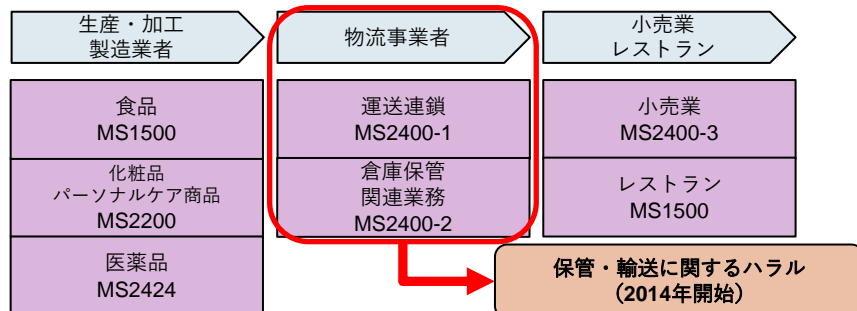 生産・加工
製造業者
物流事業者
小売業
レストラン
食品
MS1500
運送連鎖
MS2400-1
小売業
MS2400-3
化粧品
パーソナルケア商品
MS2200
倉庫保管
関連業務
MS2400-2
レストラン
MS1500
医薬品
MS2424
保管・輸送に関するハラル
（2014年開始）